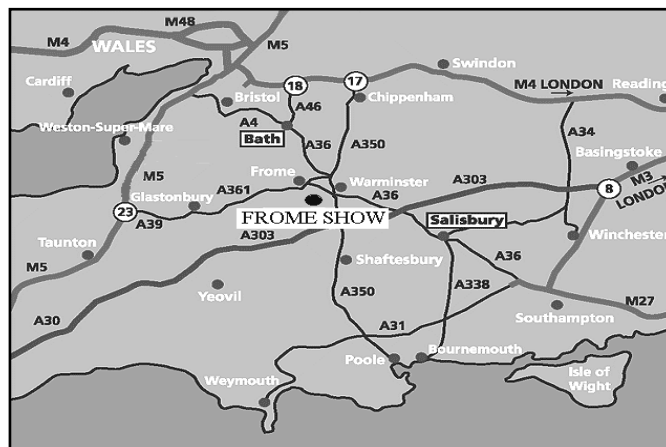 M48
M4
WALES
M5
Cardiff
Swindon
18
17
M4 LONDON
Reading
Bristol
A46
Chippenham
Weston-Super-Mare
A4
Bath
A36
A350
A34
Basingstoke
M5
Frome
Warminster
A303
M3
LONDON
8
Glastonbury
A361
A36
23
A39
FROME SHOW
Salisbury
Winchester
Taunton
A303
M5
Shaftesbury
A36
Yeovil
A350
A338
M27
A30
A31
Southampton
Poole
Bournemouth
Weymouth
Isle of
Wight